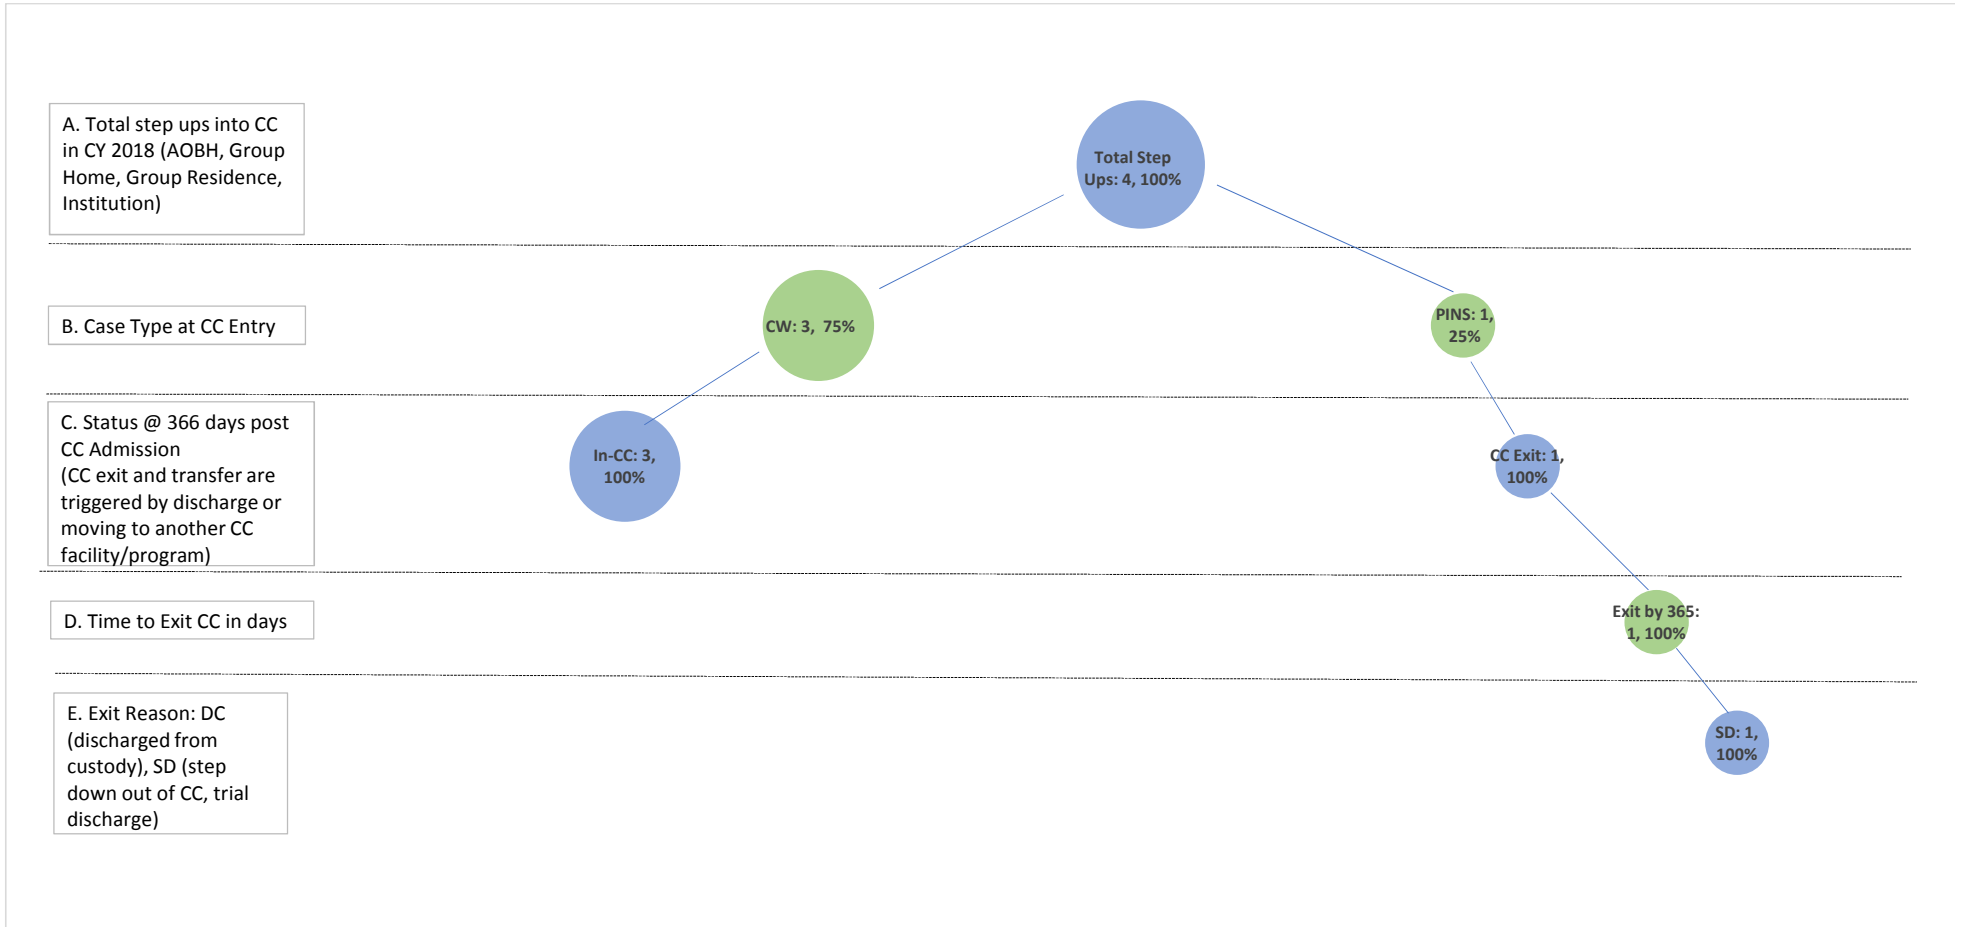 A. Total step ups into CC
in CY 2018 (AOBH, Group
Home, Group Residence,
Institution)
Total Step
Ups: 4, 100%
B. Case Type at CC Entry
CW: 3, 75%
PINS: 1,
25%
C. Status @ 366 days post
CC Admission
(CC exit and transfer are
triggered by discharge or
moving to another CC
facility/program)
In-CC: 3,
100%
CC Exit: 1,
100%
D. Time to Exit CC in days
Exit by 365:
1, 100%
E. Exit Reason: DC
(discharged from
custody), SD (step
down out of CC, trial
discharge)
SD: 1,
100%